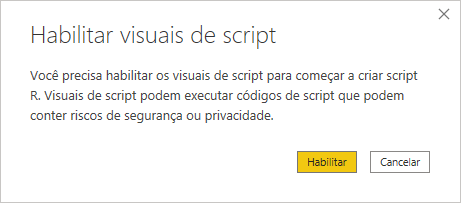 Habilitar visuais de script
Você precisa habilitar os visuais de script para começar a criar script
R. Visuais de script podem executar códigos de script que podem
conter riscos de segurança ou privacidade.
Habilitar
Cancelar